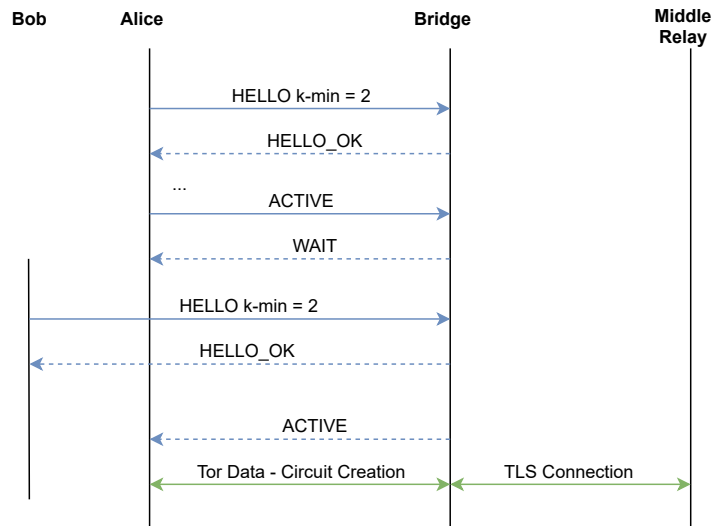 Bob
Alice
Bridge
Middle
Relay
HELLO k-min = 2
HELLO_OK
...
ACTIVE
WAIT
HELLO k-min = 2
HELLO_OK
ACTIVE
Tor Data - Circuit Creation
TLS Connection